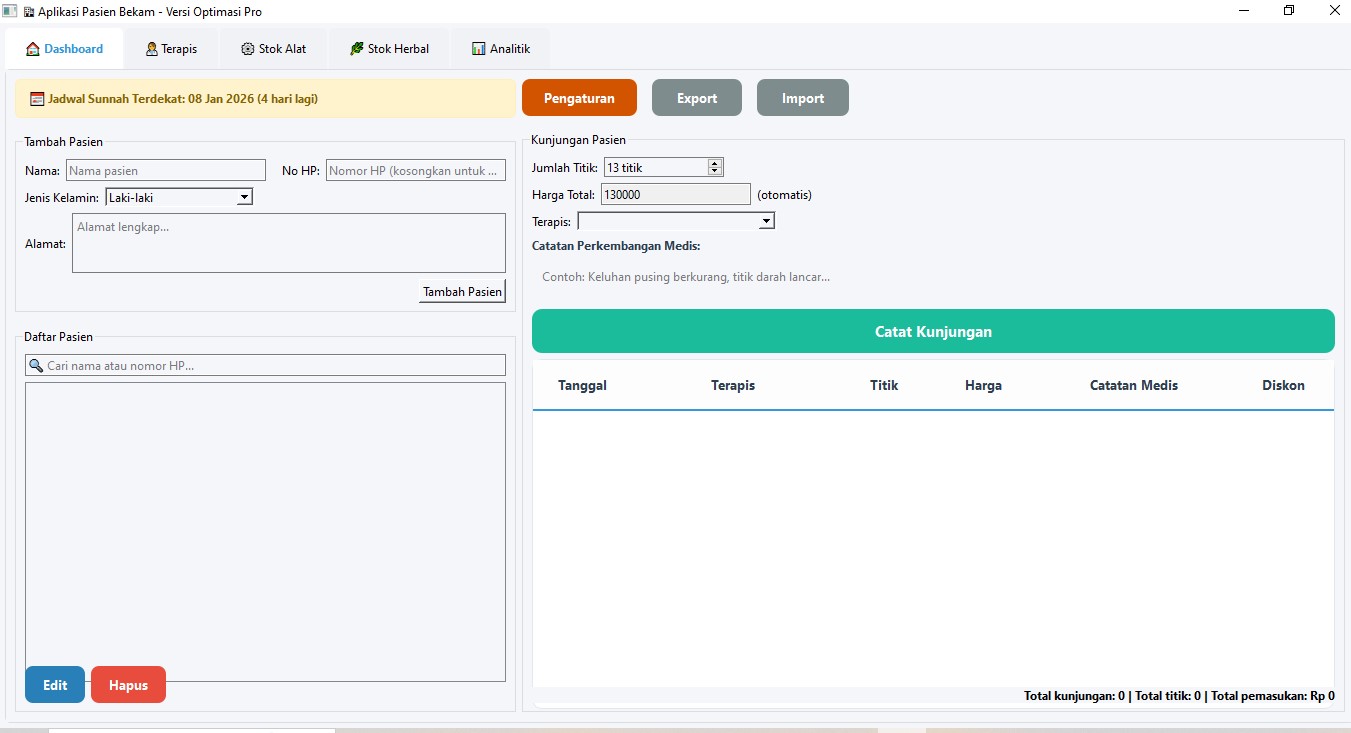 Aplikasi Pasien Bekam - Versi Optimasi Pro
Dashboard
Terapis
Stok Alat
Stok Herbal
Analitik
Jadwal Sunnah Terdekat: 08 Jan 2026 (4 hari lagi)
Pengaturan
Export
Import
Tambah Pasien
Nama: Nama pasien No HP: Nomor HP (kosongkan untuk ...
Jenis Kelamin: Laki-laki
Alamat: Alamat lengkap...
Tambah Pasien
Daftar Pasien
Cari nama atau nomor HP...
Edit
Hapus
Kunjungan Pasien
Jumlah Titik: 13 titik
Harga Total: 130000 (otomatis)
Terapis:
Catatan Perkembangan Medis:
Contoh: Keluhan pusing berkurang, titik darah lancar...
Catat Kunjungan
Tanggal Terapis Titik Harga Catatan Medis Diskon
Total kunjungan: 0 | Total titik: 0 | Total pemasukan: Rp 0